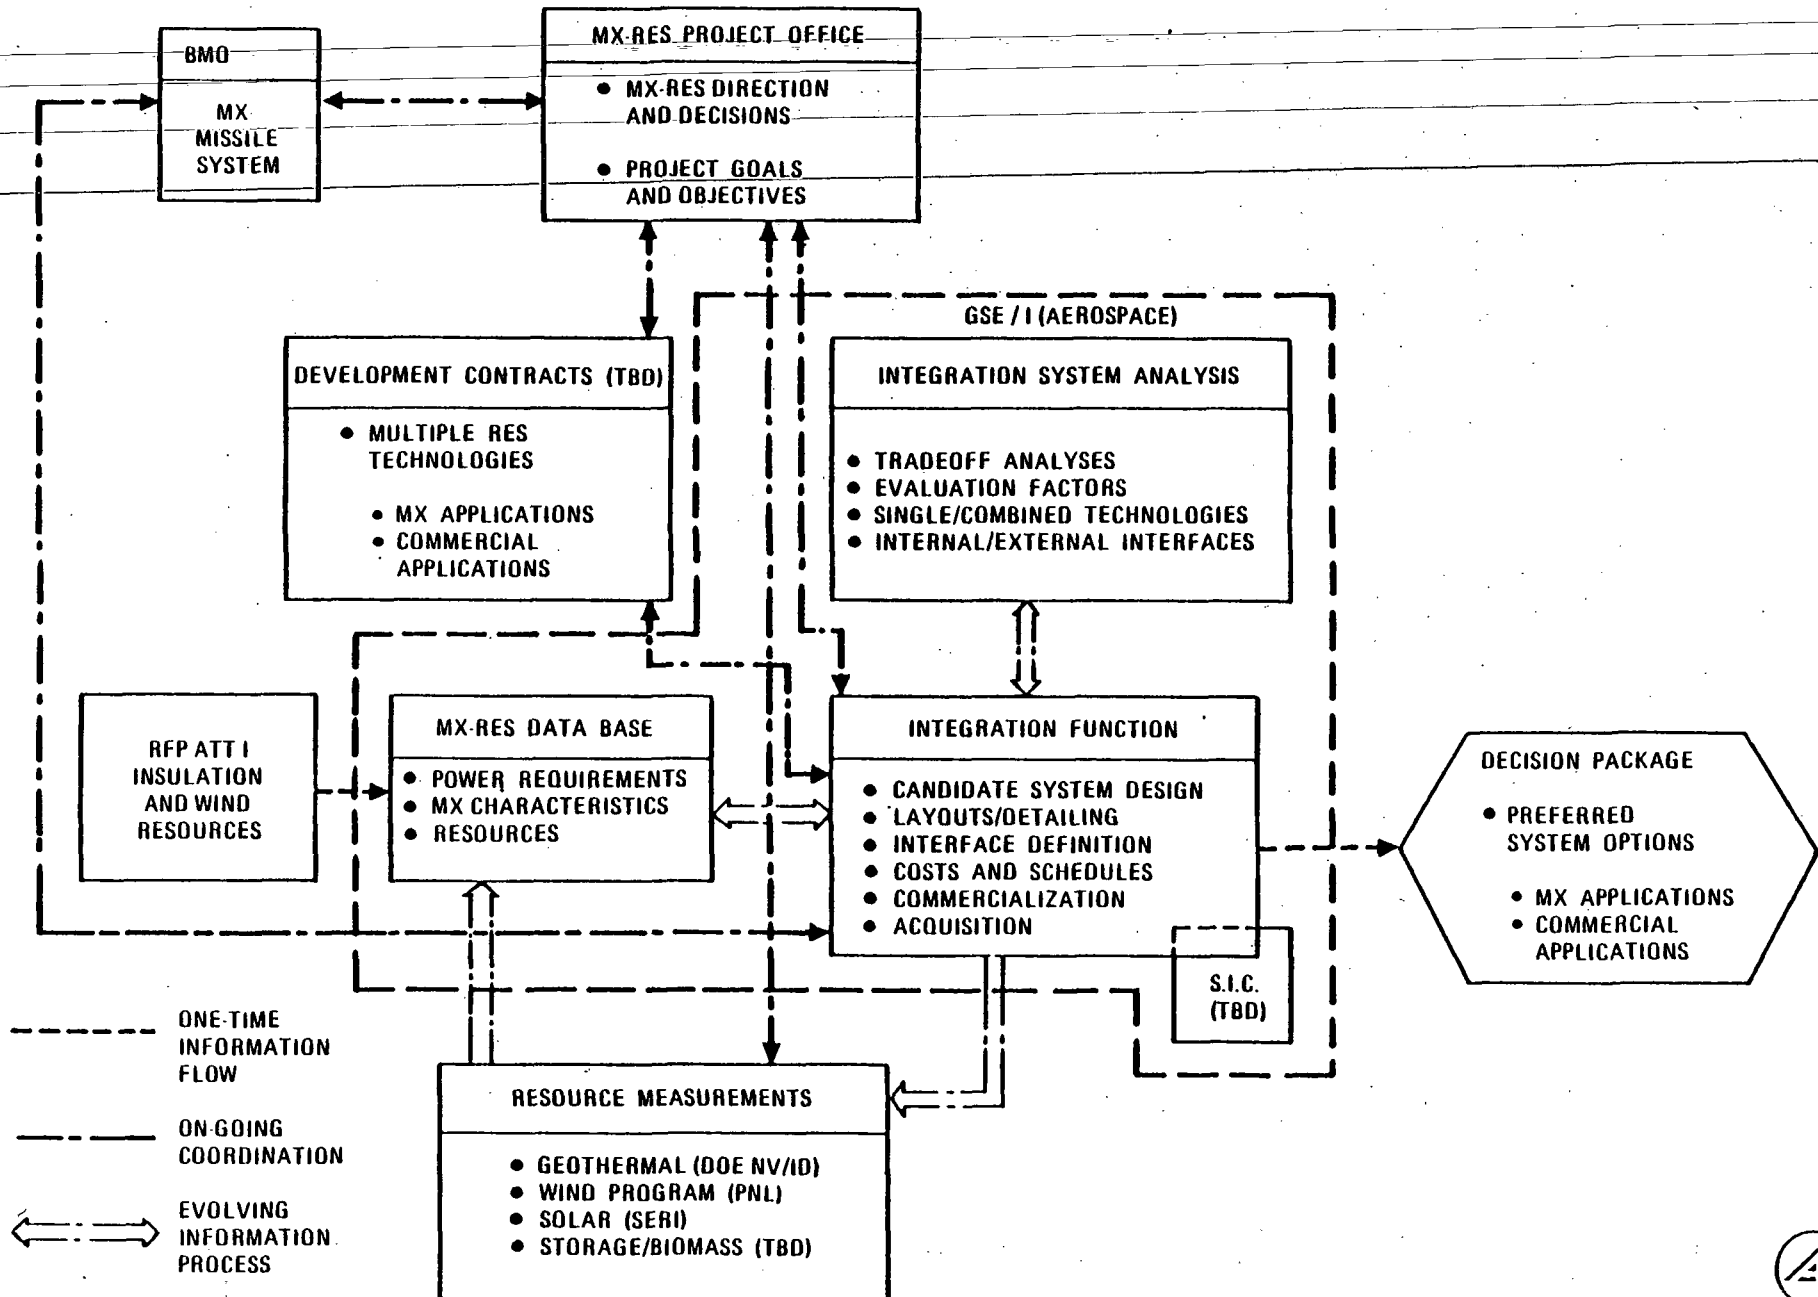 BMO
MX
MISSILE
SYSTEM
MX-RES PROJECT OFFICE
● MX-RES DIRECTION
AND DECISIONS
● PROJECT GOALS
AND OBJECTIVES
GSE / I (AEROSPACE)
DEVELOPMENT CONTRACTS (TBD)
● MULTIPLE RES
TECHNOLOGIES
● MX APPLICATIONS
● COMMERCIAL
APPLICATIONS
INTEGRATION SYSTEM ANALYSIS
● TRADEOFF ANALYSES
● EVALUATION FACTORS
● SINGLE/COMBINED TECHNOLOGIES
● INTERNAL/EXTERNAL INTERFACES
RFP ATT I
INSULATION
AND WIND
RESOURCES
MX-RES DATA BASE
● POWER REQUIREMENTS
● MX CHARACTERISTICS
● RESOURCES
INTEGRATION FUNCTION
● CANDIDATE SYSTEM DESIGN
● LAYOUTS/DETAILING
● INTERFACE DEFINITION
● COSTS AND SCHEDULES
● COMMERCIALIZATION
● ACQUISITION
S.I.C.
(TBD)
DECISION PACKAGE
● PREFERRED
SYSTEM OPTIONS
● MX APPLICATIONS
● COMMERCIAL
APPLICATIONS
ONE-TIME
INFORMATION
FLOW
ON-GOING
COORDINATION
EVOLVING
INFORMATION
PROCESS
RESOURCE MEASUREMENTS
● GEOTHERMAL (DOE NV/ID)
● WIND PROGRAM (PNL)
● SOLAR (SERI)
● STORAGE/BIOMASS (TBD)